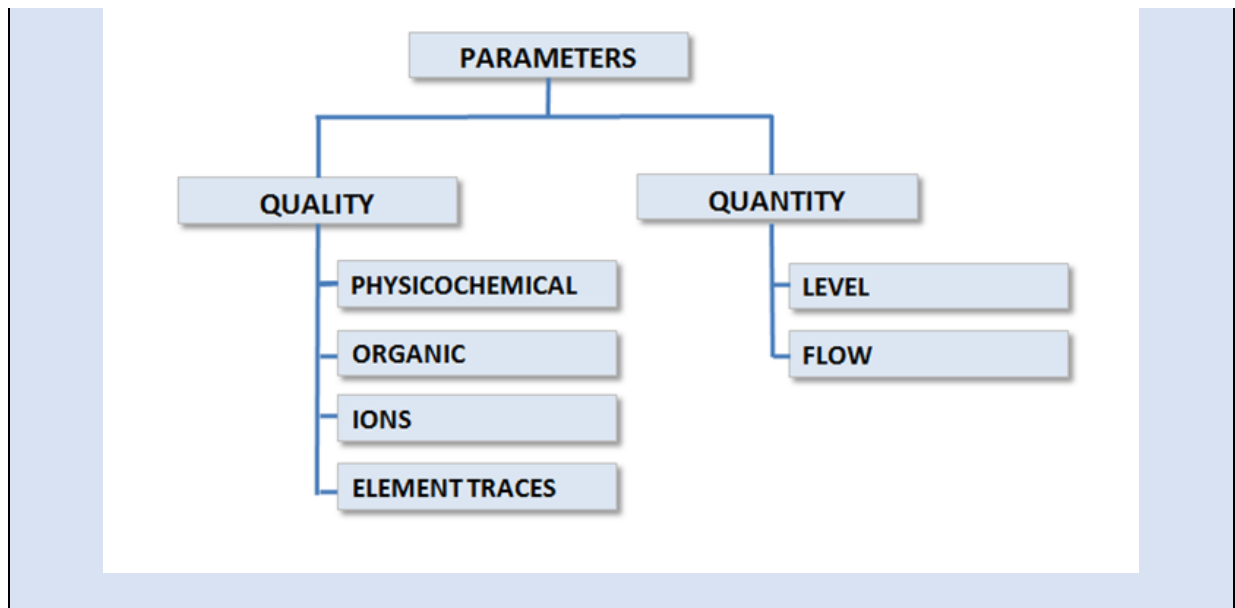 PARAMETERS
QUALITY
QUANTITY
PHYSICOCHEMICAL
ORGANIC
IONS
ELEMENT TRACES
LEVEL
FLOW